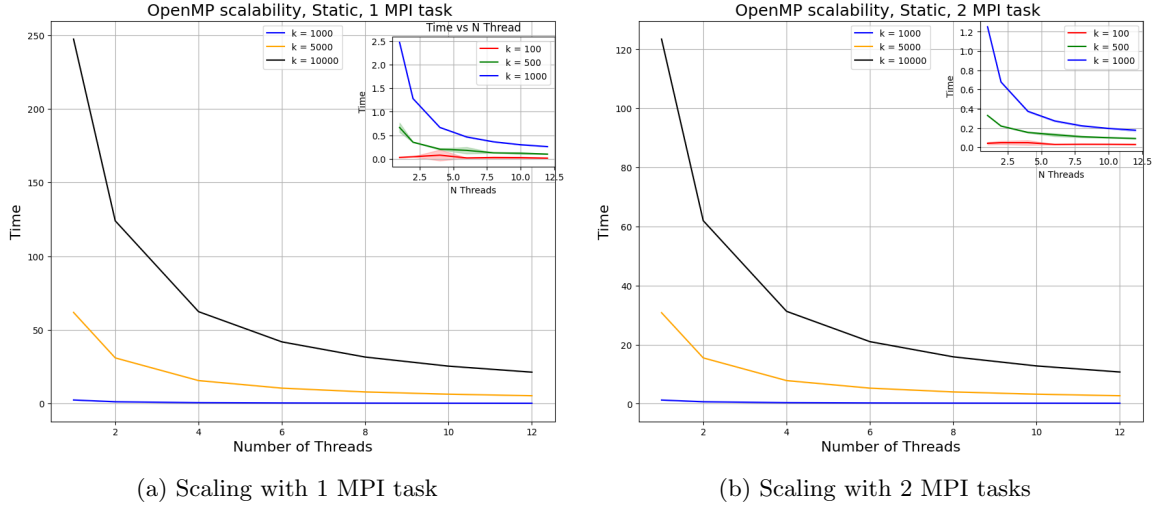 OpenMP scalability, Static, 1 MPI task
Time vs N Thread
k = 1000
k = 5000
k = 10000
k = 100
k = 500
k = 1000
2.5
2.0
1.5
1.0
0.5
0.0
Time
2.5 5.0 7.5 10.0 12.5
N Threads
250
200
150
100
50
0
Time
2 4 6 8 10 12
Number of Threads
(a) Scaling with 1 MPI task
OpenMP scalability, Static, 2 MPI task
k = 1000
k = 5000
k = 10000
k = 100
k = 500
k = 1000
1.2
1.0
0.8
0.6
0.4
0.2
0.0
Time
2.5 5.0 7.5 10.0 12.5
N Threads
120
100
80
60
40
20
0
Time
2 4 6 8 10 12
Number of Threads
(b) Scaling with 2 MPI tasks